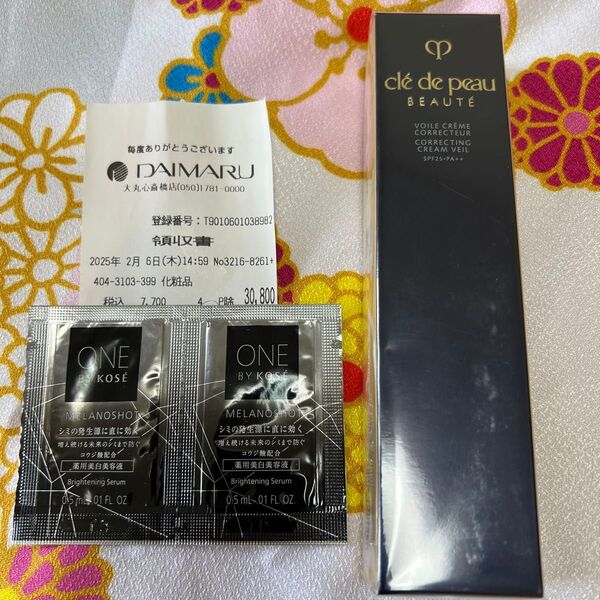 毎度ありがとうございます
DAIMARU
大丸心斎橋店(050)1781-0000
登録番号:T9010601038982
領収書
2025年 2月 6日(木)14:59 No3216-8261+
404-3103-399 化粧品
税込 7,700 4 P除 30,800
ONE
BY KOSÉ
MELANOSHOT
シミの発生源に直に効く
増え続ける未来のシミまで防ぐ
コウジ酸配合
薬用美白美容液
Brightening Serum
0.5 mL · .01 FL OZ.
ONE
BY KOSÉ
MELANOSHOT
シミの発生源に直に効く
増え続ける未来のシミまで防ぐ
コウジ酸配合
薬用美白美容液
Brightening Serum
0.5 mL · .01 FL OZ.
clé de peau
BEAUTÉ
VOILE CRÈME
CORRECTEUR
CORRECTING
CREAM VEIL
SPF25·PA++